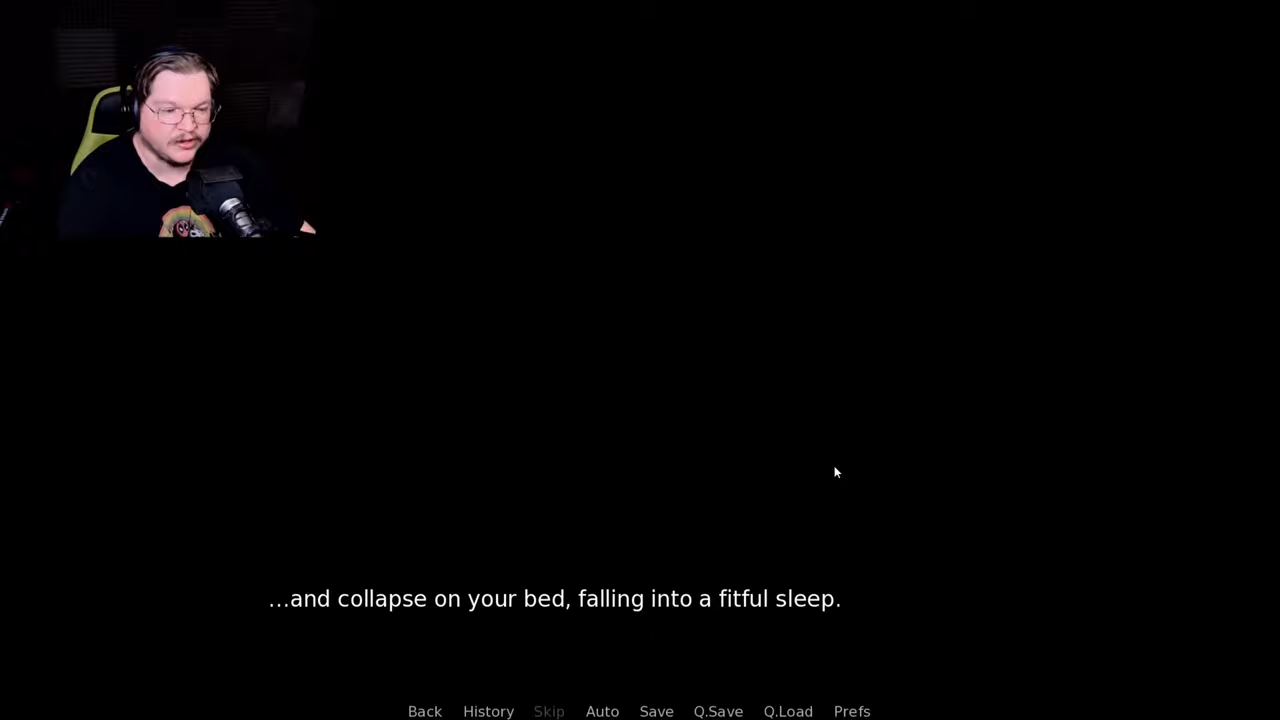 …and collapse on your bed, falling into a fitful sleep.
Back History Skip Auto Save Q.Save Q.Load Prefs